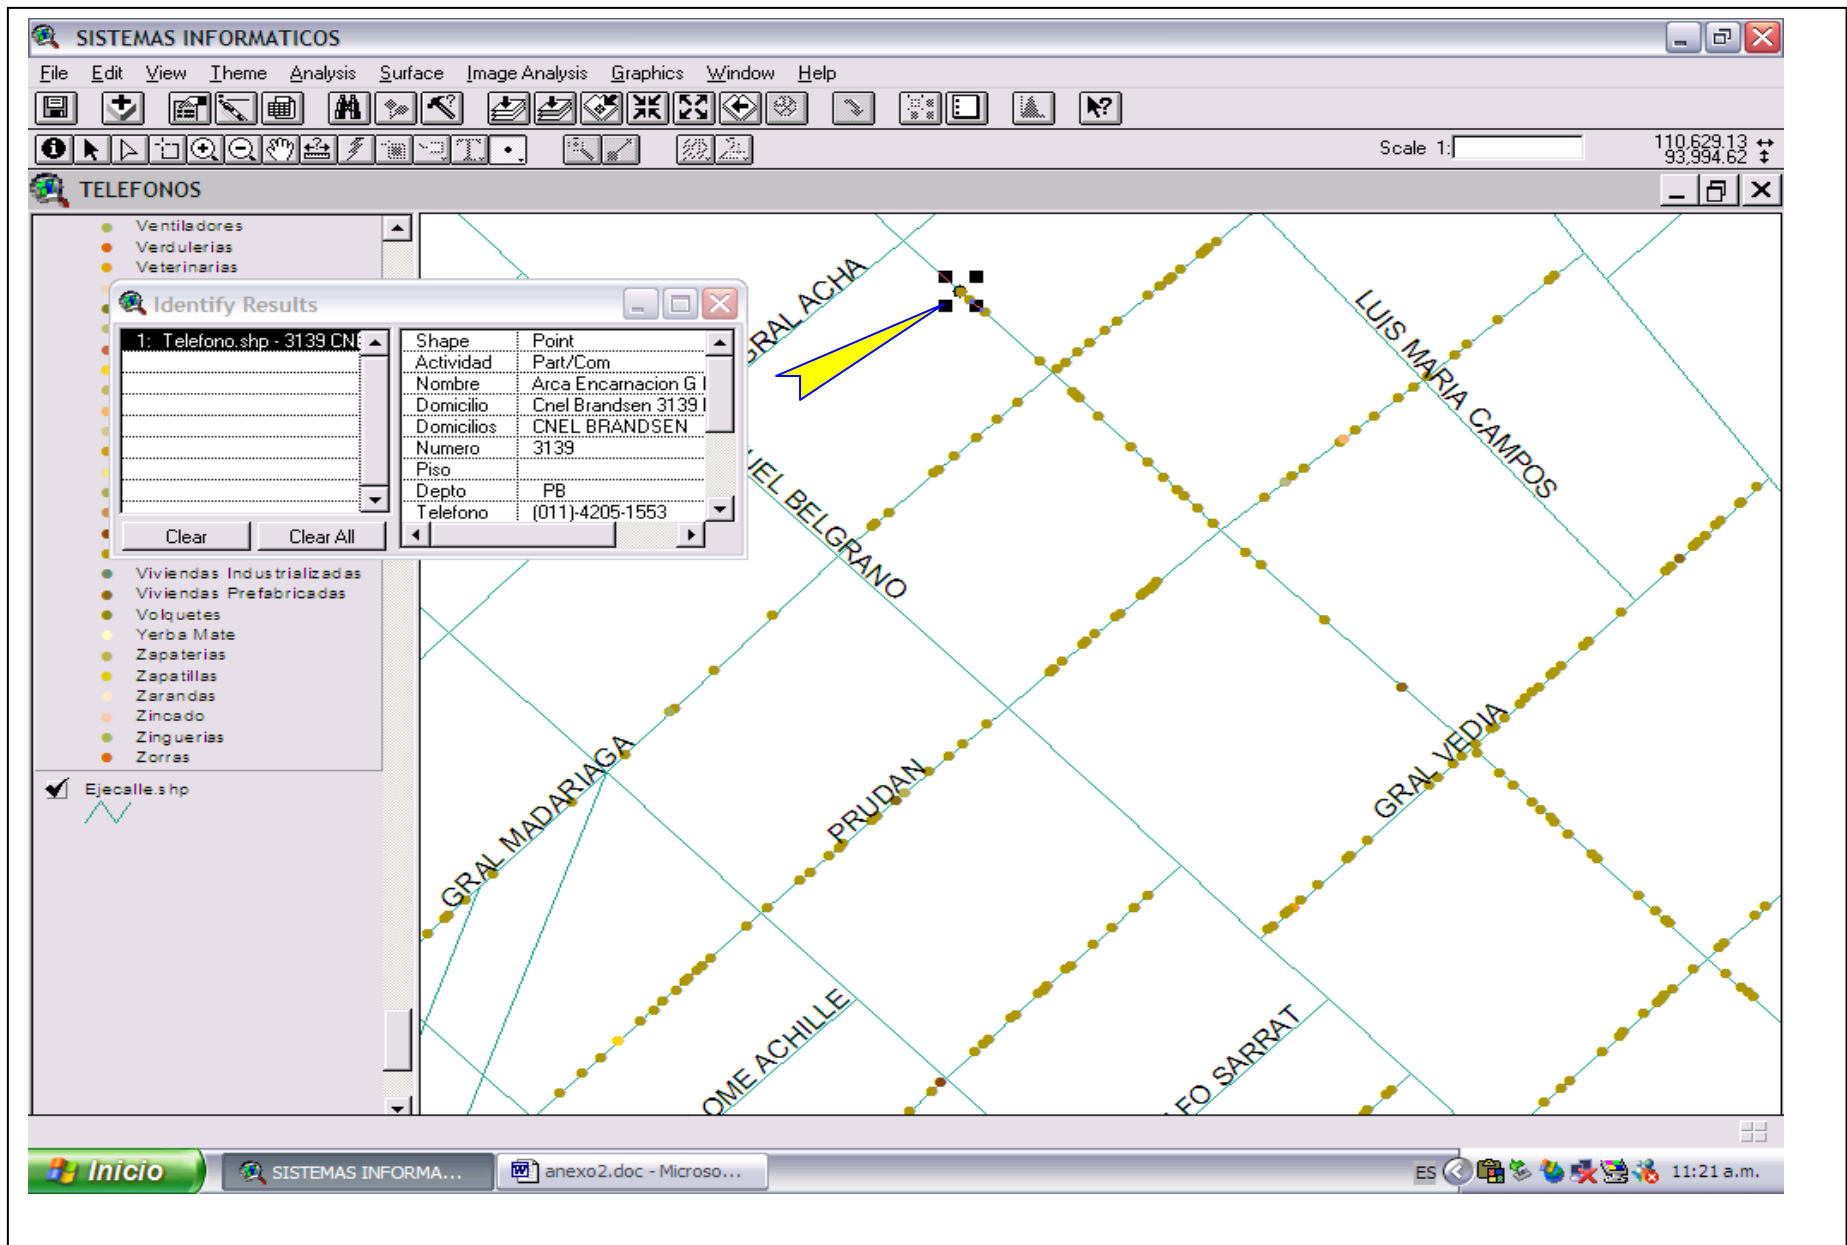 SISTEMAS INFORMATICOS
File Edit View Theme Analysis Surface Image Analysis Graphics Window Help
Scale 1:
110,629.13
93,994.62
TELEFONOS
Ventiladores
Verdulerias
Veterinarias
Identify Results
1: Telefono.shp - 3139 CNE
Shape Point
Actividad Part/Com
Nombre Arca Encarnacion G
Domicilio Cnel Brandsen 3139
Domicilios CNEL BRANDSEN
Numero 3139
Piso
Depto PB
Telefono (011)-4205-1553
Clear Clear All
Viviendas Industrializadas
Viviendas Prefabricadas
Volquetes
Yerba Mate
Zapaterias
Zapatillas
Zarandas
Zincado
Zinguerias
Zorras
Ejecalle.shp
GRAL ACHA
LUIS MARIA CAMPOS
UEL BELGRANO
GRAL MADARIAGA
PRUDAN
GRAL VEDIA
OME ACHILLE
FO SARRAT
Inicio SISTEMAS INFORMA... anexo2.doc - Microso... ES 11:21 a.m.